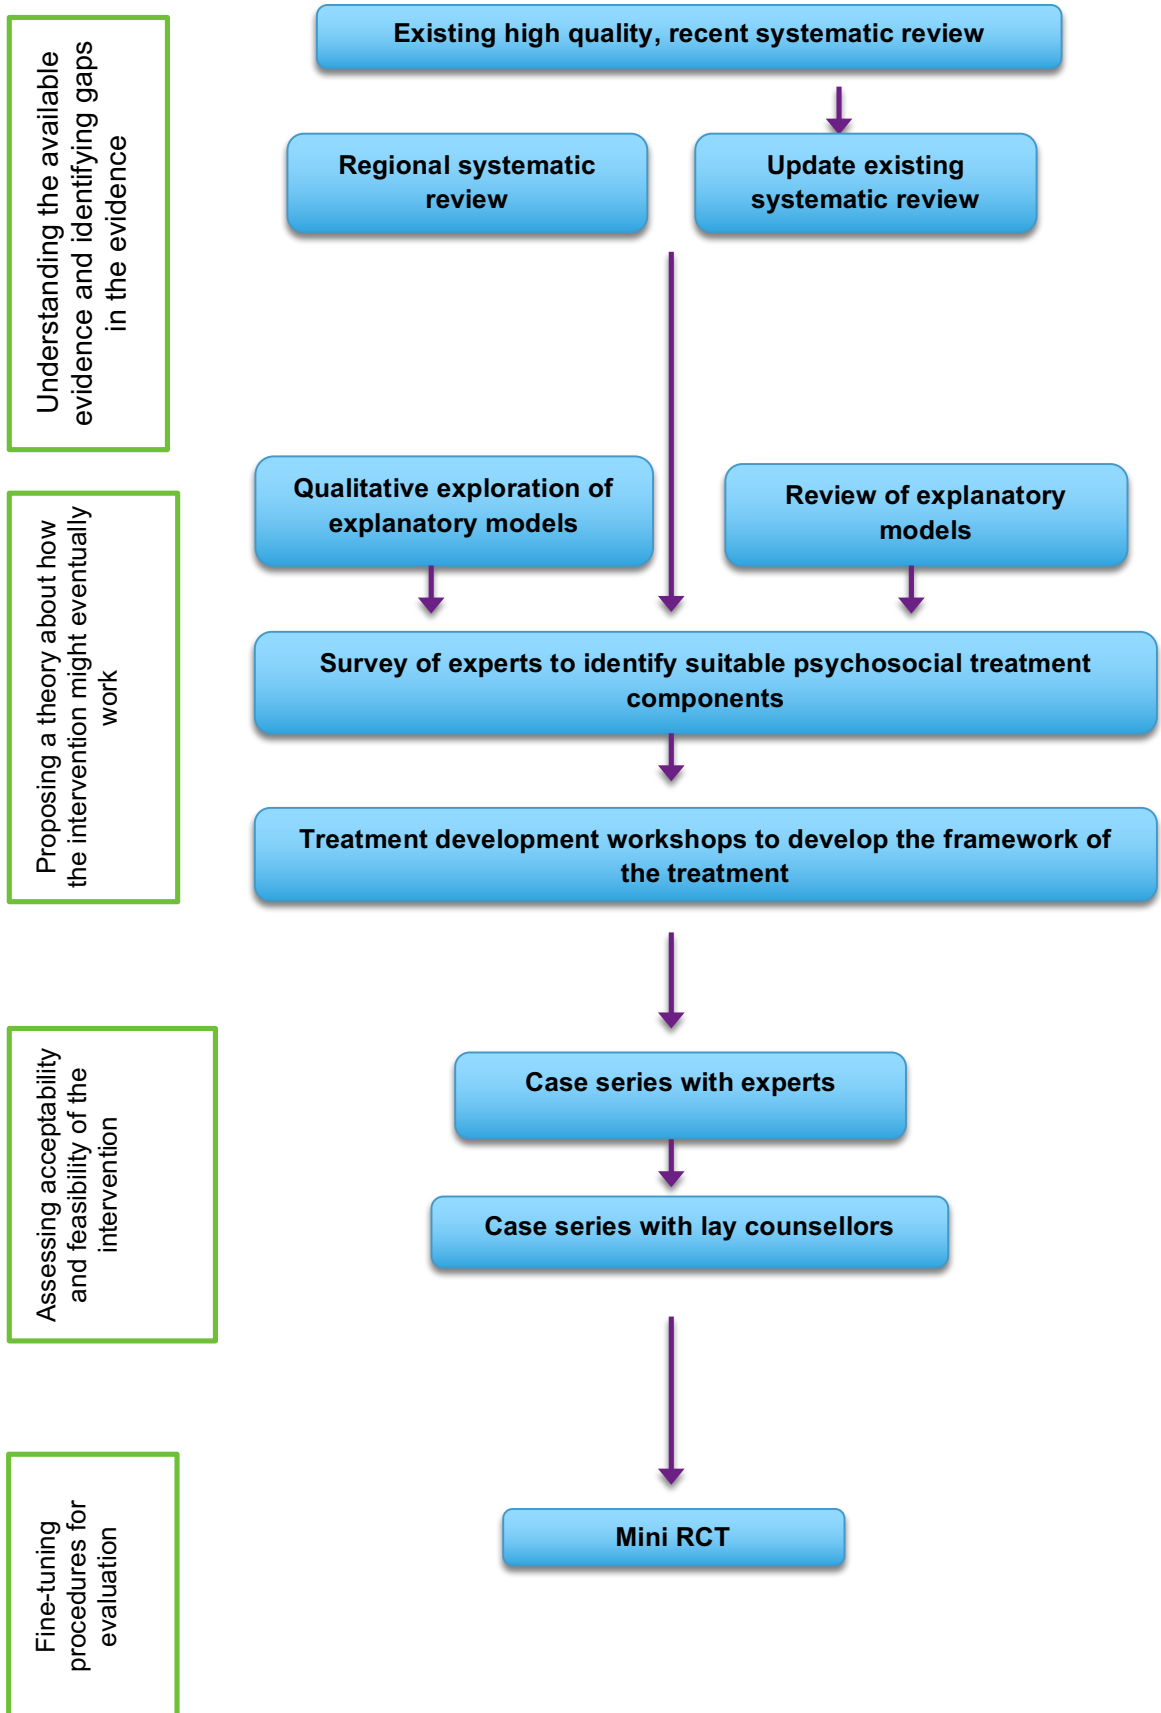 Understanding the available
evidence and identifying gaps
in the evidence
Existing high quality, recent systematic review
Regional systematic
review
Update existing
systematic review
Proposing a theory about how
the intervention might eventually
work
Qualitative exploration of
explanatory models
Review of explanatory
models
Survey of experts to identify suitable psychosocial treatment
components
Treatment development workshops to develop the framework of
the treatment
Assessing acceptability
and feasibility of the
intervention
Case series with experts
Case series with lay counsellors
Fine-tuning
procedures for
evaluation
Mini RCT